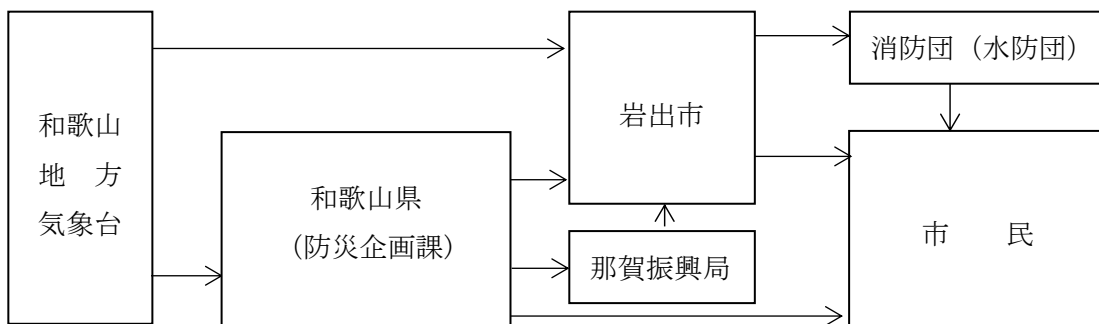 和歌山
地　方
気象台
和歌山県
（防災企画課）
岩出市
那賀振興局
消防団（水防団）
市　　民